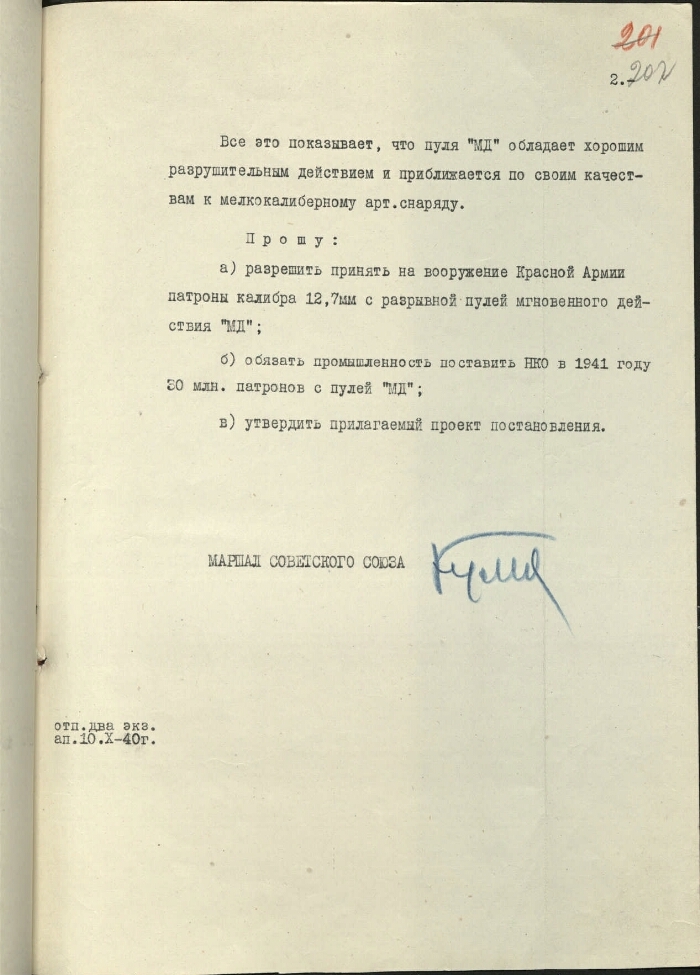 201
2.-
202
Все это показывает, что пуля "МД" обладает хорошим
разрушительным действием и приближается по своим качест-
вам к мелкокалиберному арт.снаряду.
П р о ш у :
а) разрешить принять на вооружение Красной Армии
патроны калибра 12,7мм с разрывной пулей мгновенного дей-
ствия "МД";
б) обязать промышленность поставить НКО в 1941 году
30 млн. патронов с пулей "МД";
в) утвердить прилагаемый проект постановления.
МАРШАЛ СОВЕТСКОГО СОЮЗА
отп.два экз.
ап.10.X-40г.